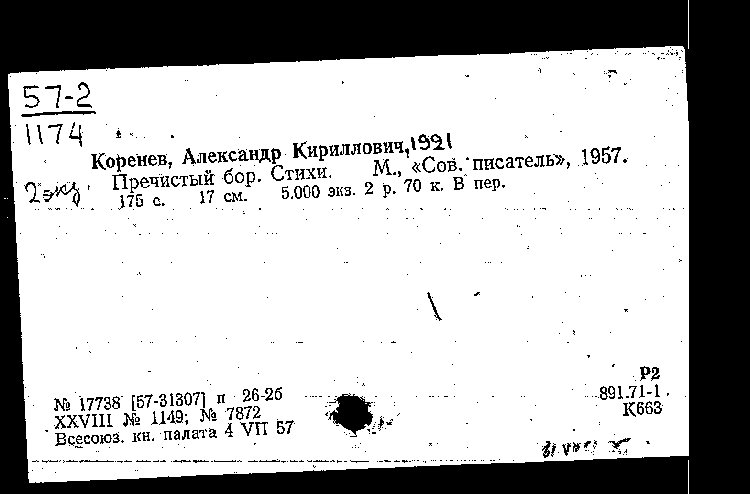 57-2
1174
Коренев, Александр Кириллович, 1921
Пречистый бор. Стихи. М., «Сов. писатель», 1957.
2 экз.
175 с. 17 см. 5.000 экз. 2 р. 70 к. В пер.
Р2
№ 17738 [57-31307] п 26-26
891.71-1
XXVIII № 1149; № 7872
К663
Всесоюз. кн. палата 4 VII 57